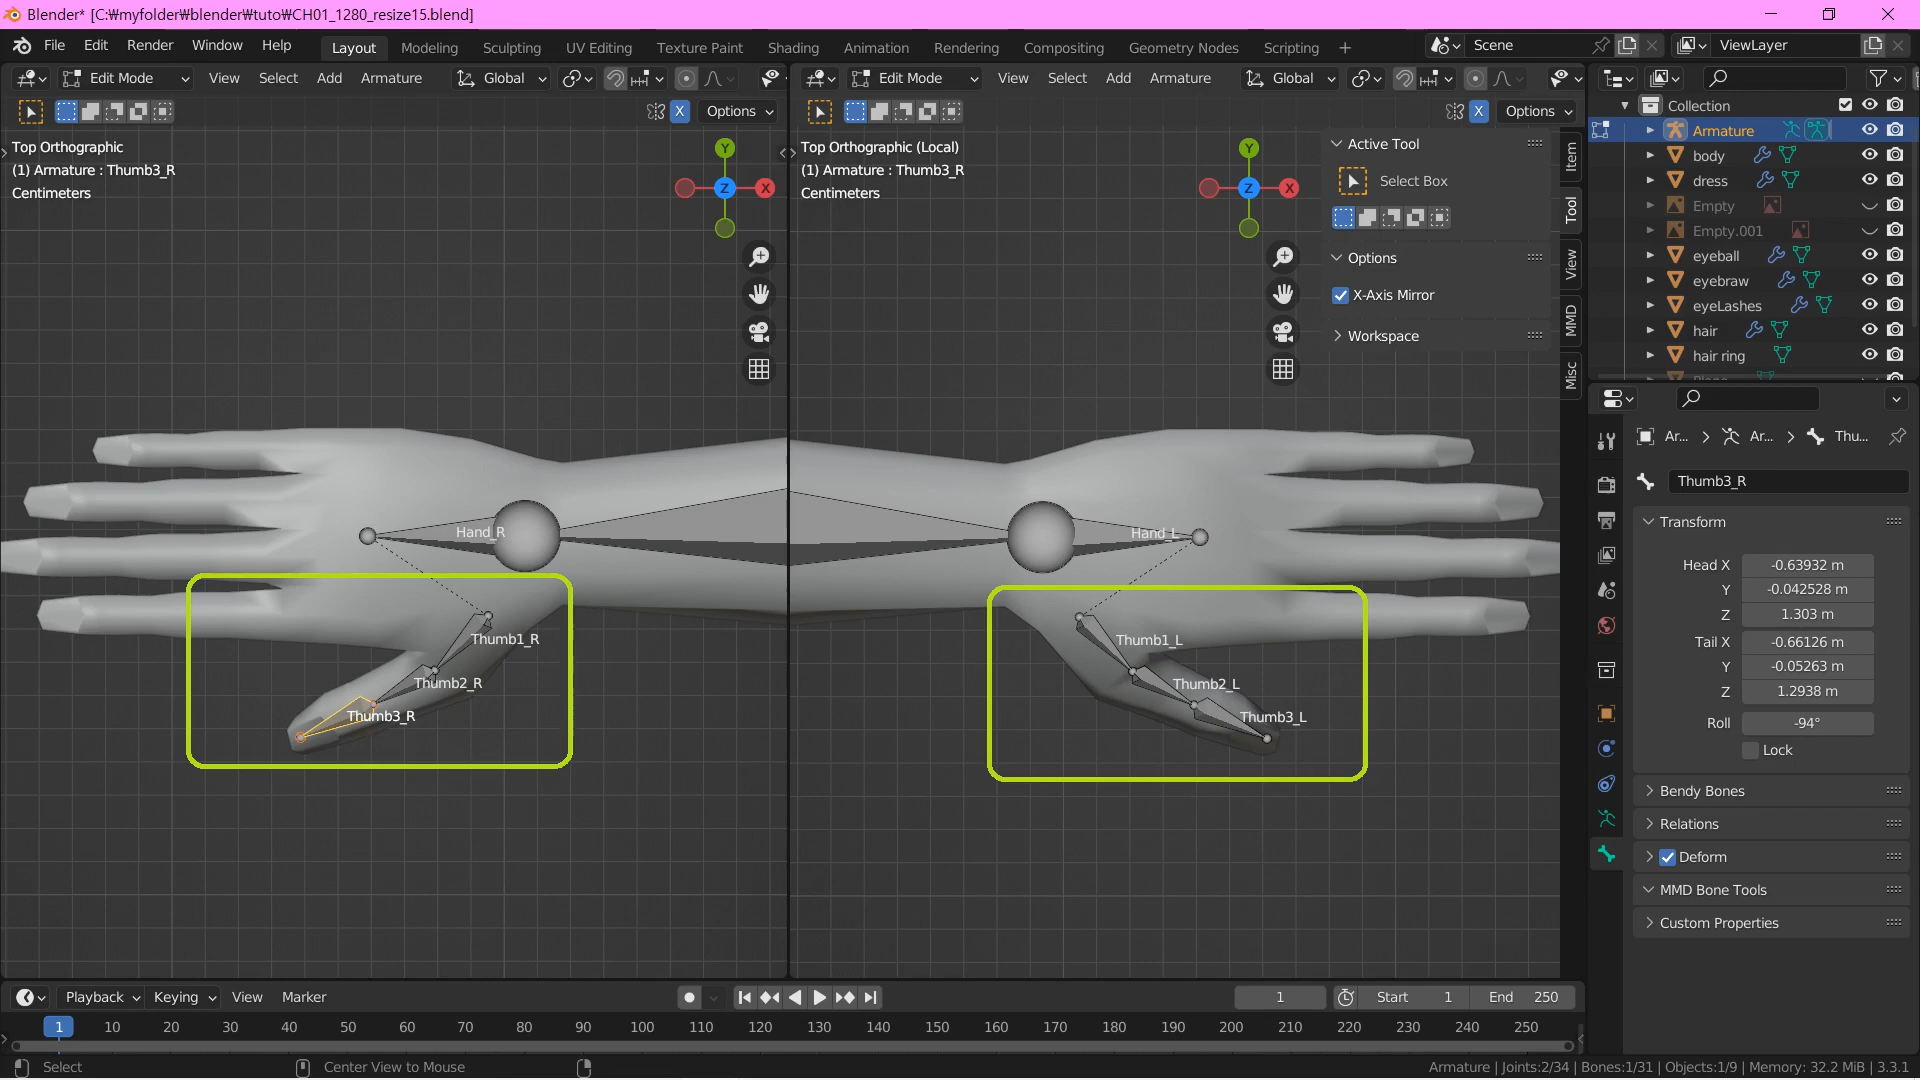 Blender* [C:₩myfolder₩blender₩tuto₩CH01_1280_resize15.blend]
File Edit Render Window Help Layout Modeling Sculpting UV Editing Texture Paint Shading Animation Rendering Compositing Geometry Nodes Scripting + Scene ViewLayer
Edit Mode View Select Add Armature Global
Edit Mode View Select Add Armature Global
X Options
X Options
Top Orthographic
(1) Armature : Thumb3_R
Centimeters
Y
Z
X
Hand_R
Thumb1_R
Thumb2_R
Thumb3_R
Top Orthographic (Local)
(1) Armature : Thumb3_R
Centimeters
Y
Z
X
Hand_L
Thumb1_L
Thumb2_L
Thumb3_L
Active Tool
Select Box
Options
X-Axis Mirror
Workspace
Item
Tool
View
MMD
Misc
Collection
Armature
body
dress
Empty
Empty.001
eyeball
eyebraw
eyeLashes
hair
hair ring
Ar... Ar... Thu...
Thumb3_R
Transform
Head X -0.63932 m
Y -0.042528 m
Z 1.303 m
Tail X -0.66126 m
Y -0.05263 m
Z 1.2938 m
Roll -94°
Lock
Bendy Bones
Relations
Deform
MMD Bone Tools
Custom Properties
Playback Keying View Marker 1 Start 1 End 250
1 10 20 30 40 50 60 70 80 90 100 110 120 130 140 150 160 170 180 190 200 210 220 230 240 250
Select Center View to Mouse Armature | Joints:2/34 | Bones:1/31 | Objects:1/9 | Memory: 32.2 MiB | 3.3.1